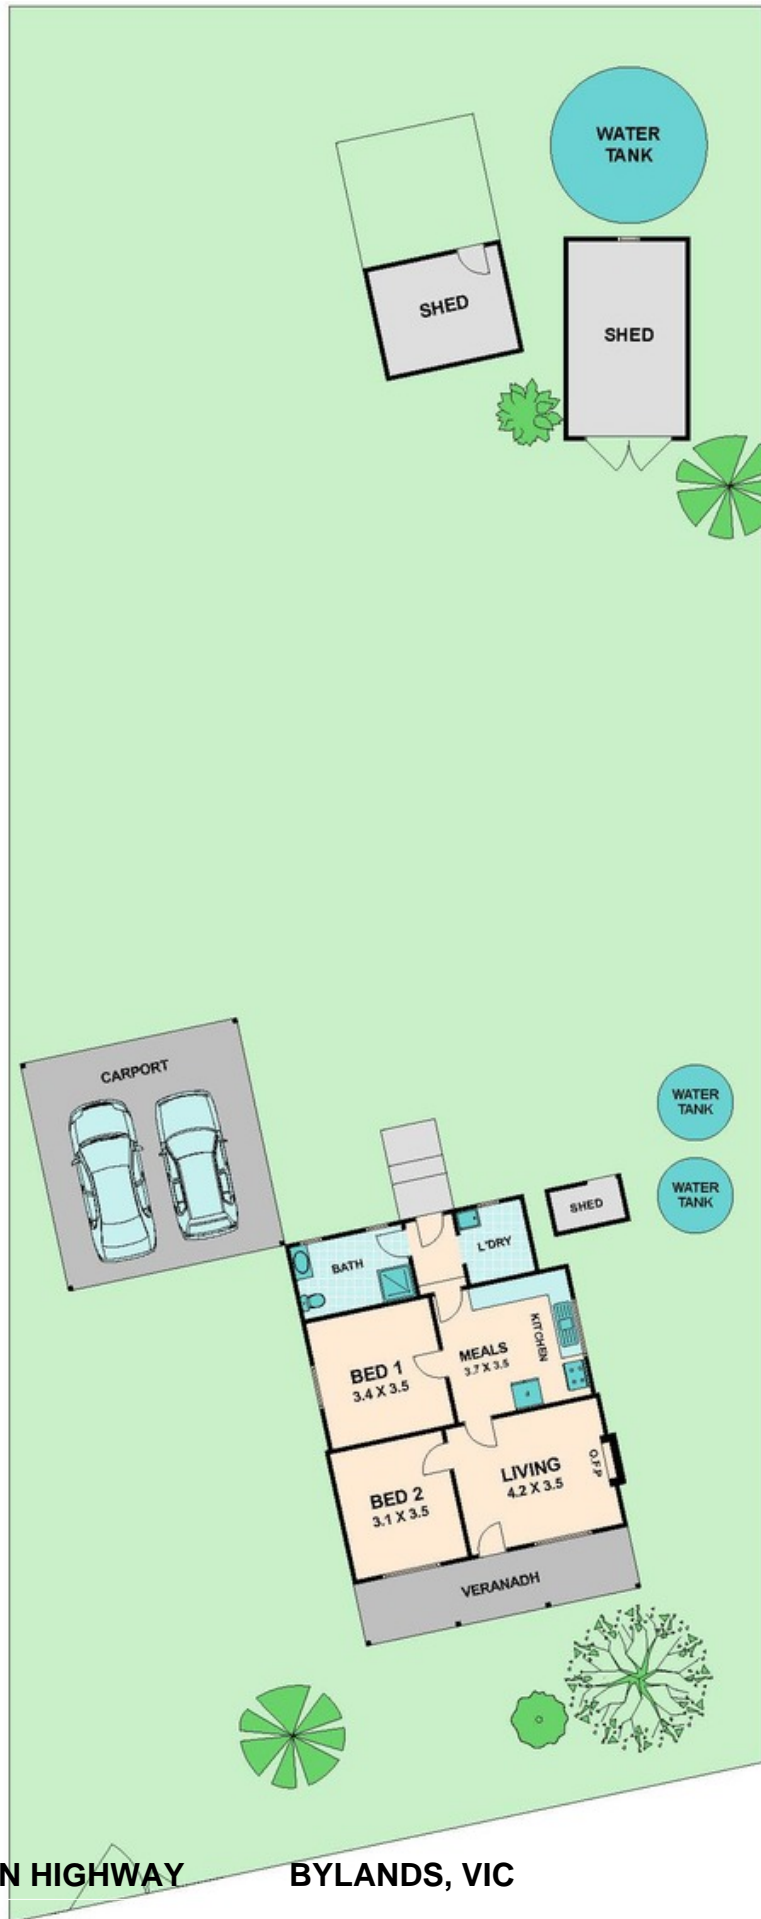 WATER
TANK
SHED
SHED
CARPORT
WATER
TANK
WATER
TANK
SHED
BATH
L'DRY
KITCHEN
MEALS
3.7 X 3.5
BED 1
3.4 X 3.5
LIVING
4.2 X 3.5
O.F.P
BED 2
3.1 X 3.5
VERANADH
N HIGHWAY BYLANDS, VIC